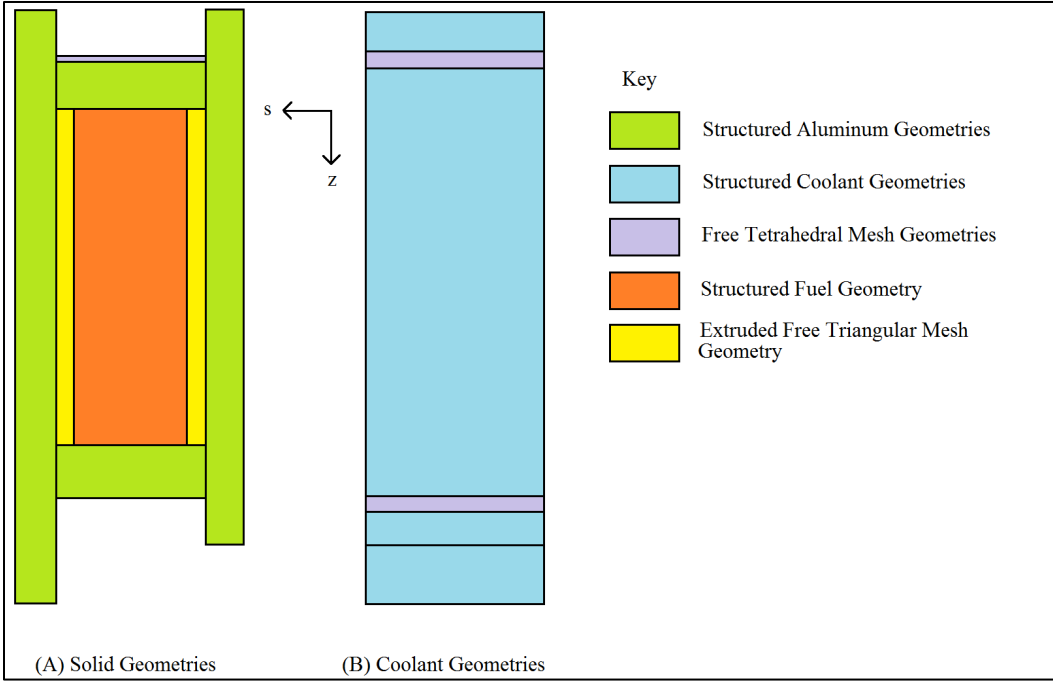 s
z
Key
Structured Aluminum Geometries
Structured Coolant Geometries
Free Tetrahedral Mesh Geometries
Structured Fuel Geometry
Extruded Free Triangular Mesh
Geometry
(A) Solid Geometries
(B) Coolant Geometries